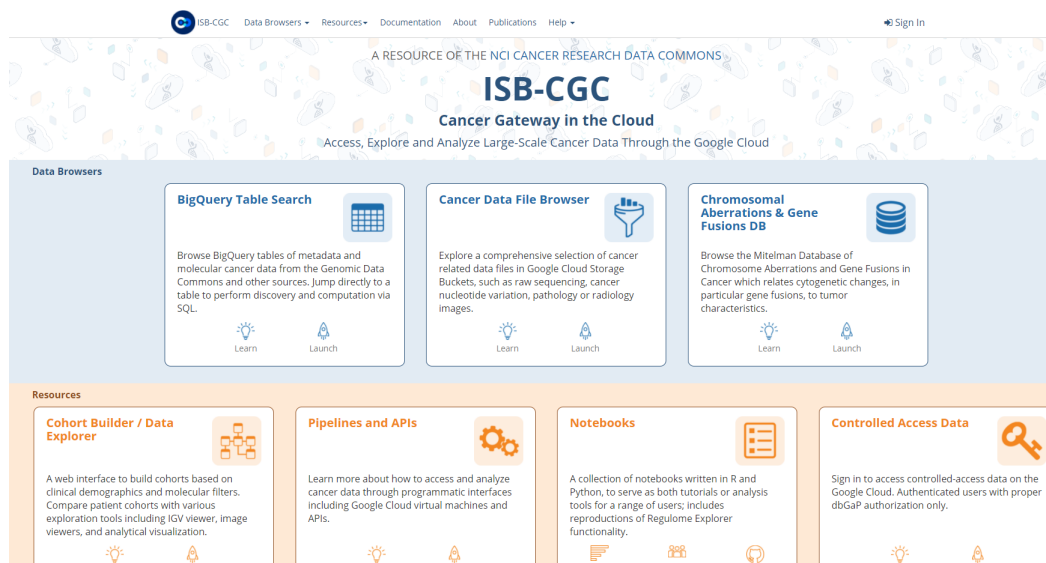 ISB-CGC Data Browsers Resources Documentation About Publications Help Sign In
A RESOURCE OF THE NCI CANCER RESEARCH DATA COMMONS
ISB-CGC
Cancer Gateway in the Cloud
Access, Explore and Analyze Large-Scale Cancer Data Through the Google Cloud
Data Browsers
BigQuery Table Search
Browse BigQuery tables of metadata and
molecular cancer data from the Genomic Data
Commons and other sources. Jump directly to a
table to perform discovery and computation via
SQL.
Learn Launch
Cancer Data File Browser
Explore a comprehensive selection of cancer
related data files in Google Cloud Storage
Buckets, such as raw sequencing, cancer
nucleotide variation, pathology or radiology
images.
Learn Launch
Chromosomal
Aberrations & Gene
Fusions DB
Browse the Mitelman Database of
Chromosome Aberrations and Gene Fusions in
Cancer which relates cytogenetic changes, in
particular gene fusions, to tumor
characteristics.
Learn Launch
Resources
Cohort Builder / Data
Explorer
A web interface to build cohorts based on
clinical demographics and molecular filters.
Compare patient cohorts with various
exploration tools including IGV viewer, image
viewers, and analytical visualization.
Pipelines and APIs
Learn more about how to access and analyze
cancer data through programmatic interfaces
including Google Cloud virtual machines and
APIs.
Notebooks
A collection of notebooks written in R and
Python, to serve as both tutorials or analysis
tools for a range of users; includes
reproductions of Regulome Explorer
functionality.
Controlled Access Data
Sign in to access controlled-access data on the
Google Cloud. Authenticated users with proper
dbGaP authorization only.